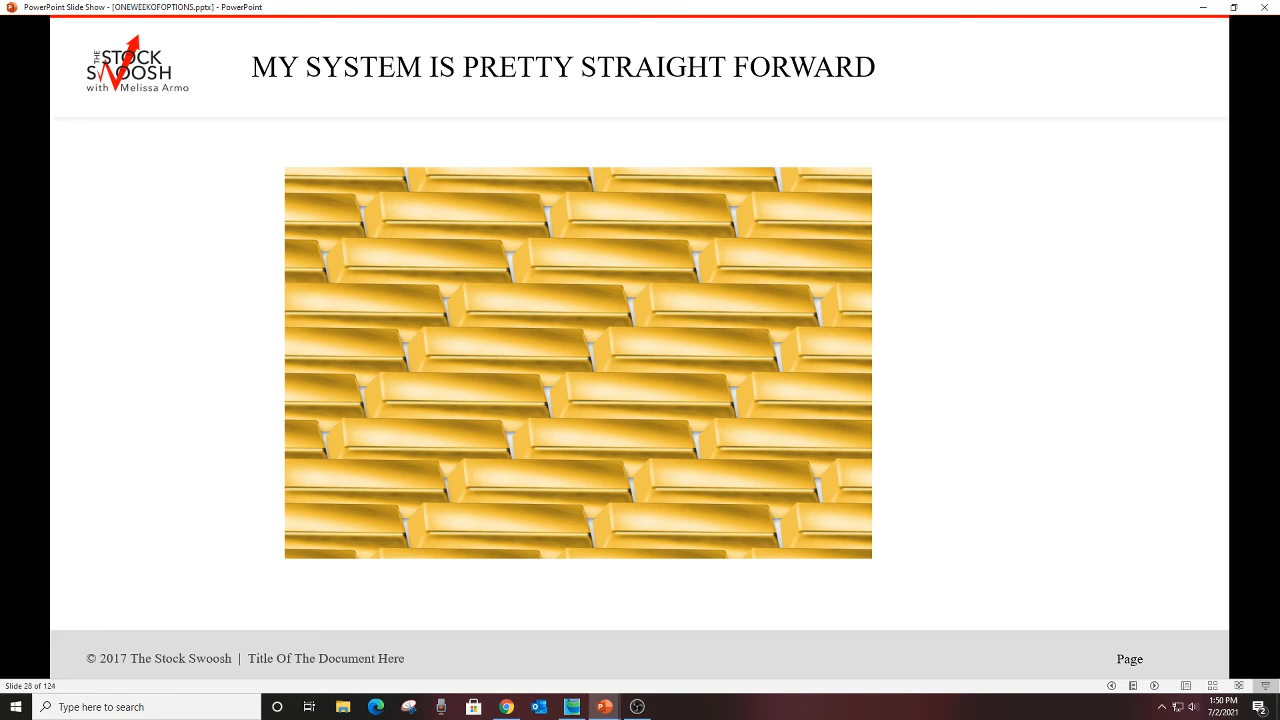 PowerPoint Slide Show - [ONEWEEKOFOPTIONS.pptx] - PowerPoint
THE STOCK
SWOOSH
with Melissa Armo
MY SYSTEM IS PRETTY STRAIGHT FORWARD
© 2017 The Stock Swoosh | Title Of The Document Here
Page
Slide 28 of 124
Type here to search
1:50 PM
7/2/2021
2